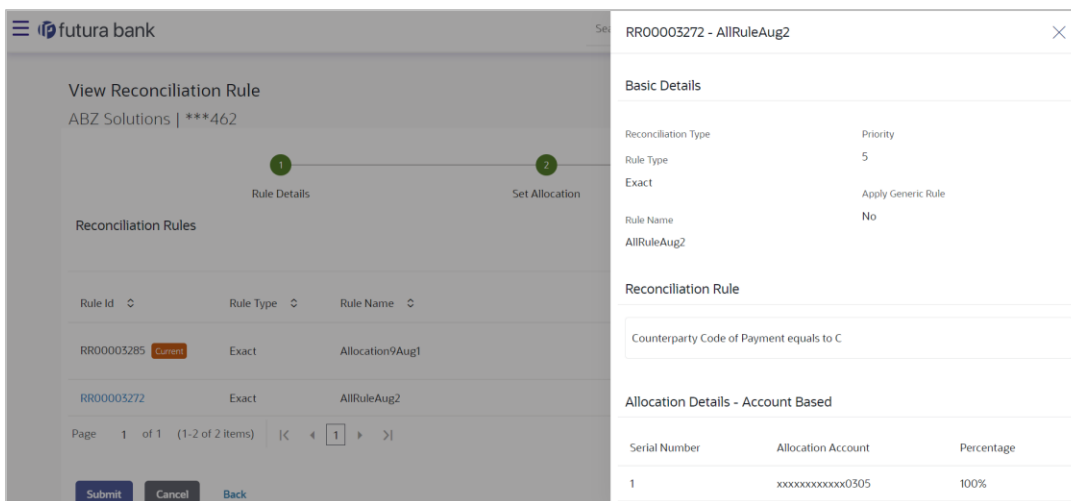 futura bank
Sea
View Reconciliation Rule
ABZ Solutions | ***462
1
2
Rule Details
Set Allocation
Reconciliation Rules
Rule Id
Rule Type
Rule Name
RR00003285 Current
Exact
Allocation9Aug1
RR00003272
Exact
AllRuleAug2
Page 1 of 1 (1-2 of 2 items) 1
Submit Cancel Back
RR00003272 - AllRuleAug2
Basic Details
Reconciliation Type
Priority
Rule Type
5
Exact
Apply Generic Rule
Rule Name
No
AllRuleAug2
Reconciliation Rule
Counterparty Code of Payment equals to C
Allocation Details - Account Based
Serial Number Allocation Account Percentage
1 xxxxxxxxxxxx0305 100%